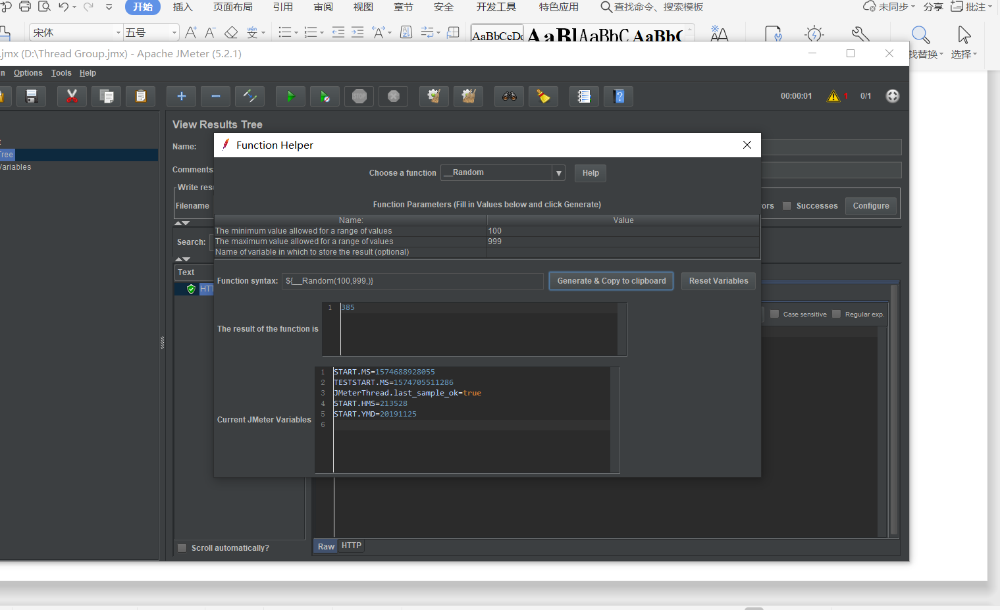 开始 插入 页面布局 引用 审阅 视图 章节 安全 开发工具 特色应用 查找命令、搜索模板 未同步 分享 批注
宋体 五号 AaBbCcDc AaBl AaBbC AaBb(
找替换 选择
.jmx (D:\Thread Group.jmx) - Apache JMeter (5.2.1)
n Options Tools Help
00:00:01 1 0/1
View Results Tree
Name:
Comments
Write resu
Filename
ors Successes Configure
Search:
Text
HTT
t
Tree
Variables
Function Helper
Choose a function __Random Help
Function Parameters (Fill in Values below and click Generate)
Name: Value
The minimum value allowed for a range of values 100
The maximum value allowed for a range of values 999
Name of variable in which to store the result (optional)
Function syntax: ${__Random(100,999,)} Generate & Copy to clipboard Reset Variables
1 385
The result of the function is
1 START.MS=1574688928055
2 TESTSTART.MS=1574705511286
3 JMeterThread.last_sample_ok=true
4 START.HMS=213528
5 START.YMD=20191125
6
Current JMeter Variables
Case sensitive Regular exp.
Scroll automatically?
Raw HTTP